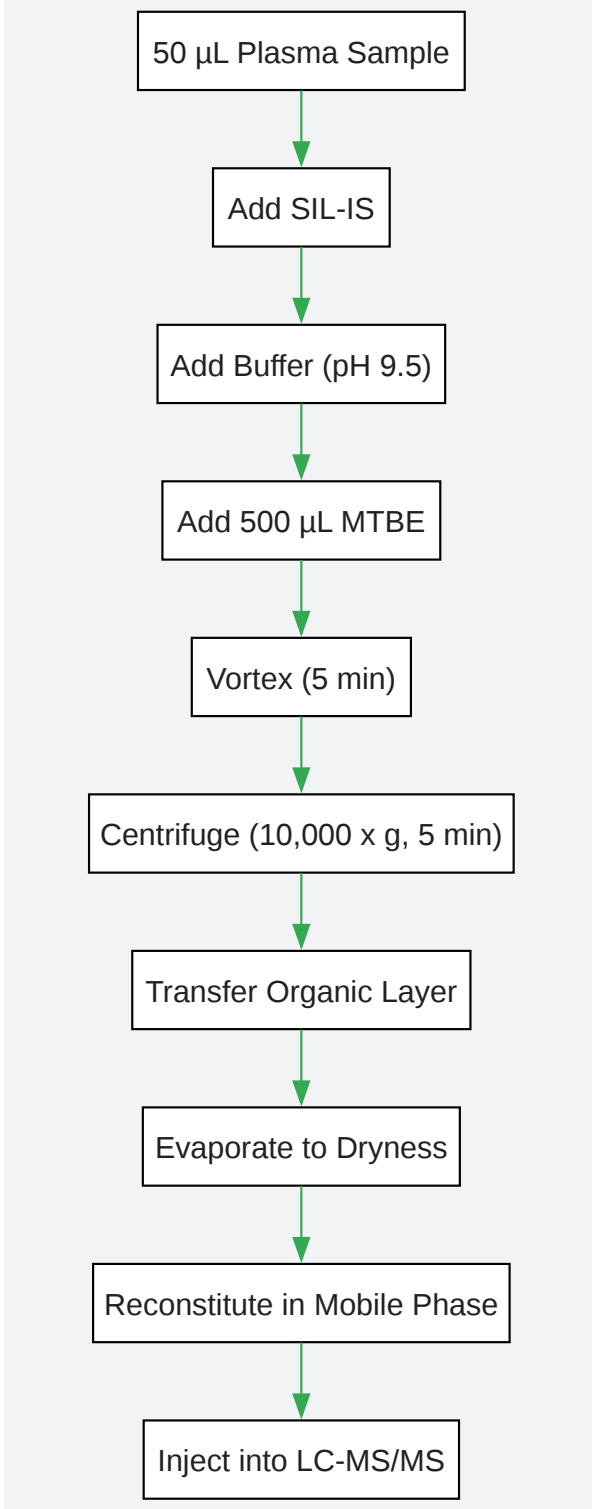 50 µL Plasma Sample
Add SIL-IS
Add Buffer (pH 9.5)
Add 500 µL MTBE
Vortex (5 min)
Centrifuge (10,000 x g, 5 min)
Transfer Organic Layer
Evaporate to Dryness
Reconstitute in Mobile Phase
Inject into LC-MS/MS